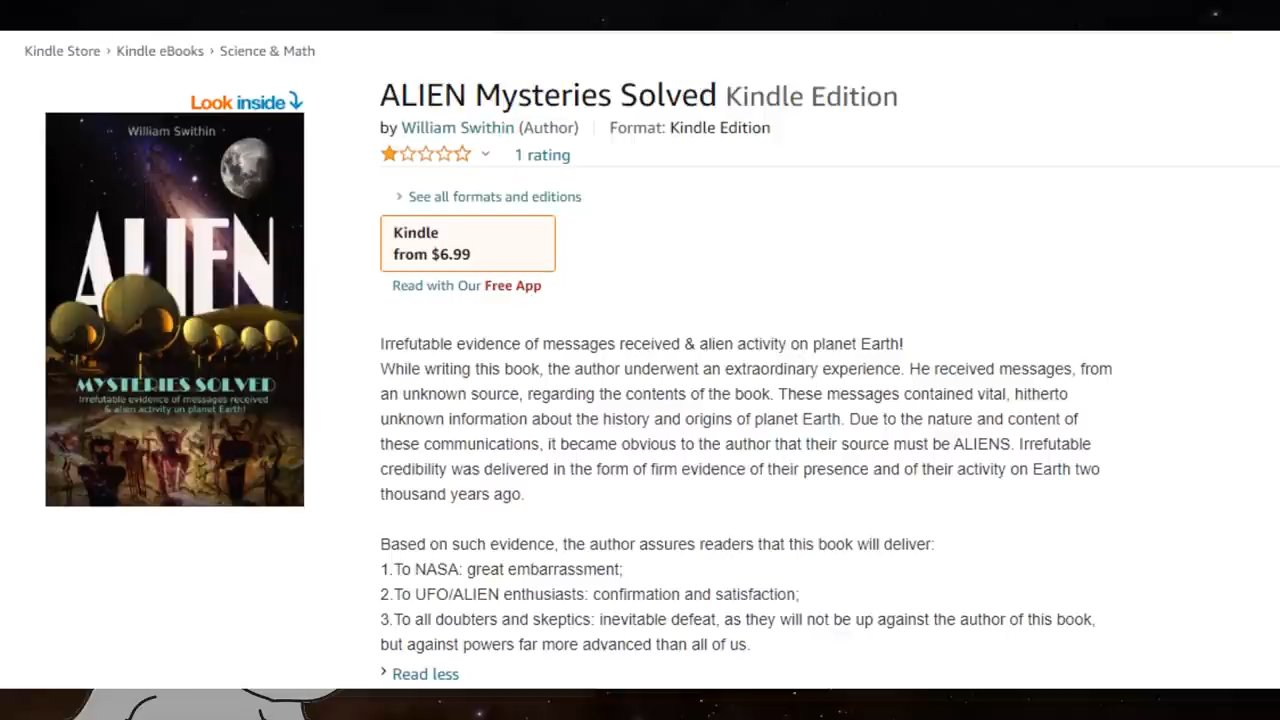 Kindle Store › Kindle eBooks › Science & Math
Look inside
William Swithin
ALIEN
MYSTERIES SOLVED
Irrefutable evidence of messages received
& alien activity on planet Earth!
ALIEN Mysteries Solved Kindle Edition
by William Swithin (Author) Format: Kindle Edition
1 rating
› See all formats and editions
Kindle
from $6.99
Read with Our Free App
Irrefutable evidence of messages received & alien activity on planet Earth!
While writing this book, the author underwent an extraordinary experience. He received messages, from
an unknown source, regarding the contents of the book. These messages contained vital, hitherto
unknown information about the history and origins of planet Earth. Due to the nature and content of
these communications, it became obvious to the author that their source must be ALIENS. Irrefutable
credibility was delivered in the form of firm evidence of their presence and of their activity on Earth two
thousand years ago.
Based on such evidence, the author assures readers that this book will deliver:
1.To NASA: great embarrassment;
2.To UFO/ALIEN enthusiasts: confirmation and satisfaction;
3.To all doubters and skeptics: inevitable defeat, as they will not be up against the author of this book,
but against powers far more advanced than all of us.
› Read less